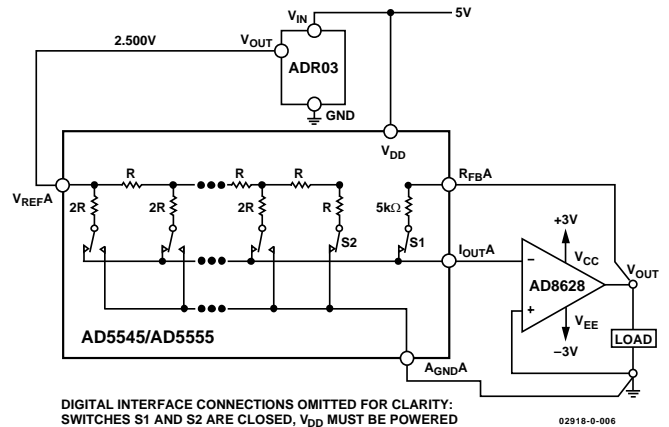 V_IN
5V
2.500V
V_OUT
ADR03
GND
V_DD
R
R
R
R_FBA
V_REFA
2R
2R
2R
R
5kΩ
S2
S1
+3V
I_OUTA
V_CC
V_OUT
–
AD8628
+
V_EE
LOAD
–3V
AD5545/AD5555
A_GNDA
DIGITAL INTERFACE CONNECTIONS OMITTED FOR CLARITY:
SWITCHES S1 AND S2 ARE CLOSED, V_DD MUST BE POWERED
02918-0-006